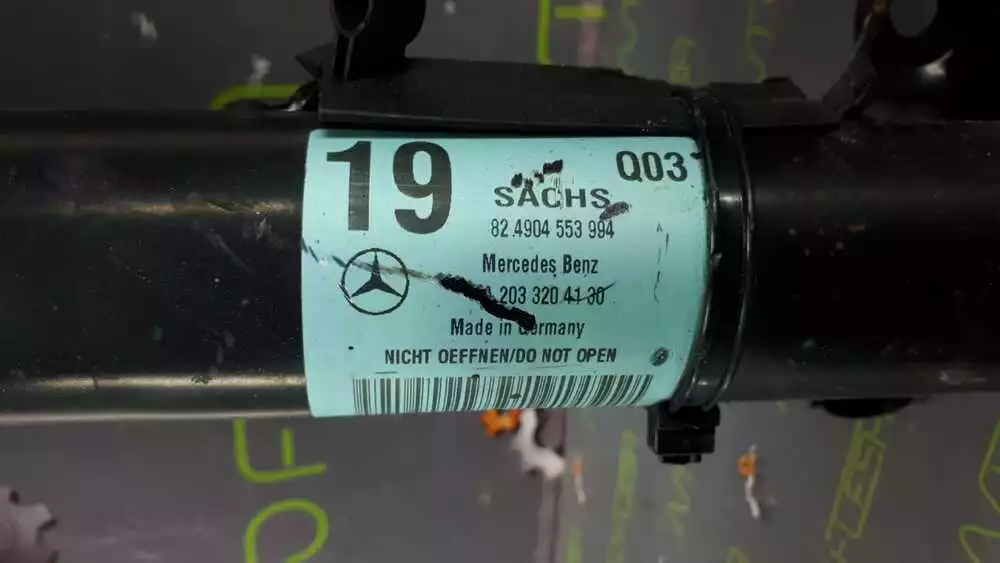 19
Q03
SACHS
82 4904 553 994
Mercedes Benz
A 203 320 41 30
Made in Germany
NICHT OEFFNEN/DO NOT OPEN
OF